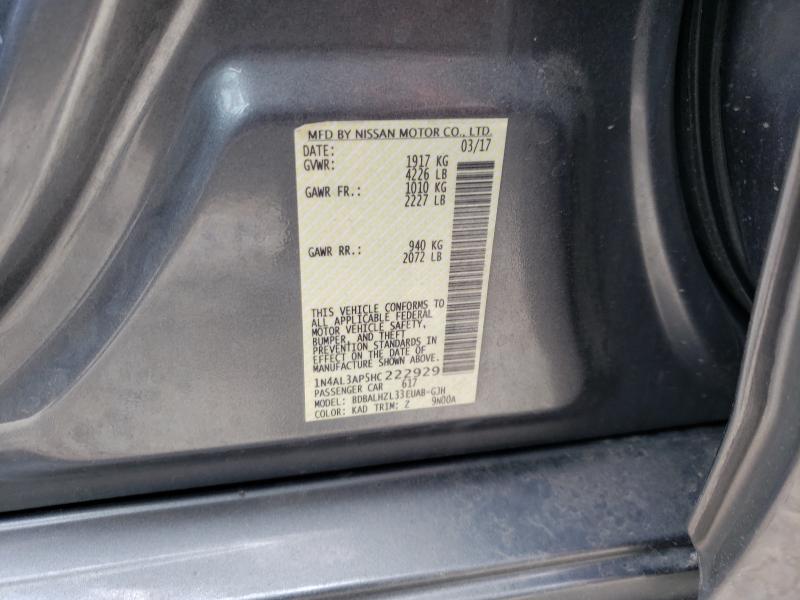 MFD BY NISSAN MOTOR CO., LTD.
DATE: 03/17
GVWR: 1917 KG
4226 LB
GAWR FR.: 1010 KG
2227 LB
GAWR RR.: 940 KG
2072 LB
THIS VEHICLE CONFORMS TO
ALL APPLICABLE FEDERAL
MOTOR VEHICLE SAFETY,
BUMPER, AND THEFT
PREVENTION STANDARDS IN
EFFECT ON THE DATE OF
MANUFACTURE SHOWN ABOVE.
1N4AL3AP5HC222929
PASSENGER CAR 617
MODEL: BDBALHZL33EUAB-GJH
COLOR: KAD TRIM: Z 9N00A